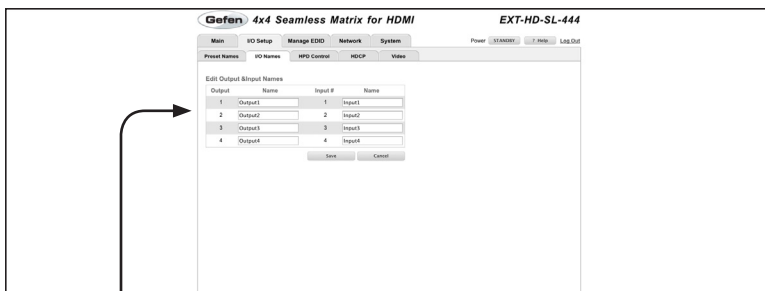 Gefen 4x4 Seamless Matrix for HDMI EXT-HD-SL-444
Main I/O Setup Manage EDID Network System Power STANDBY ? Help Log Out
Preset Names I/O Names HPD Control HDCP Video
Edit Output &Input Names
Output Name Input # Name
1 Output1 1 Input1
2 Output2 2 Input2
3 Output3 3 Input3
4 Output4 4 Input4
Save Cancel